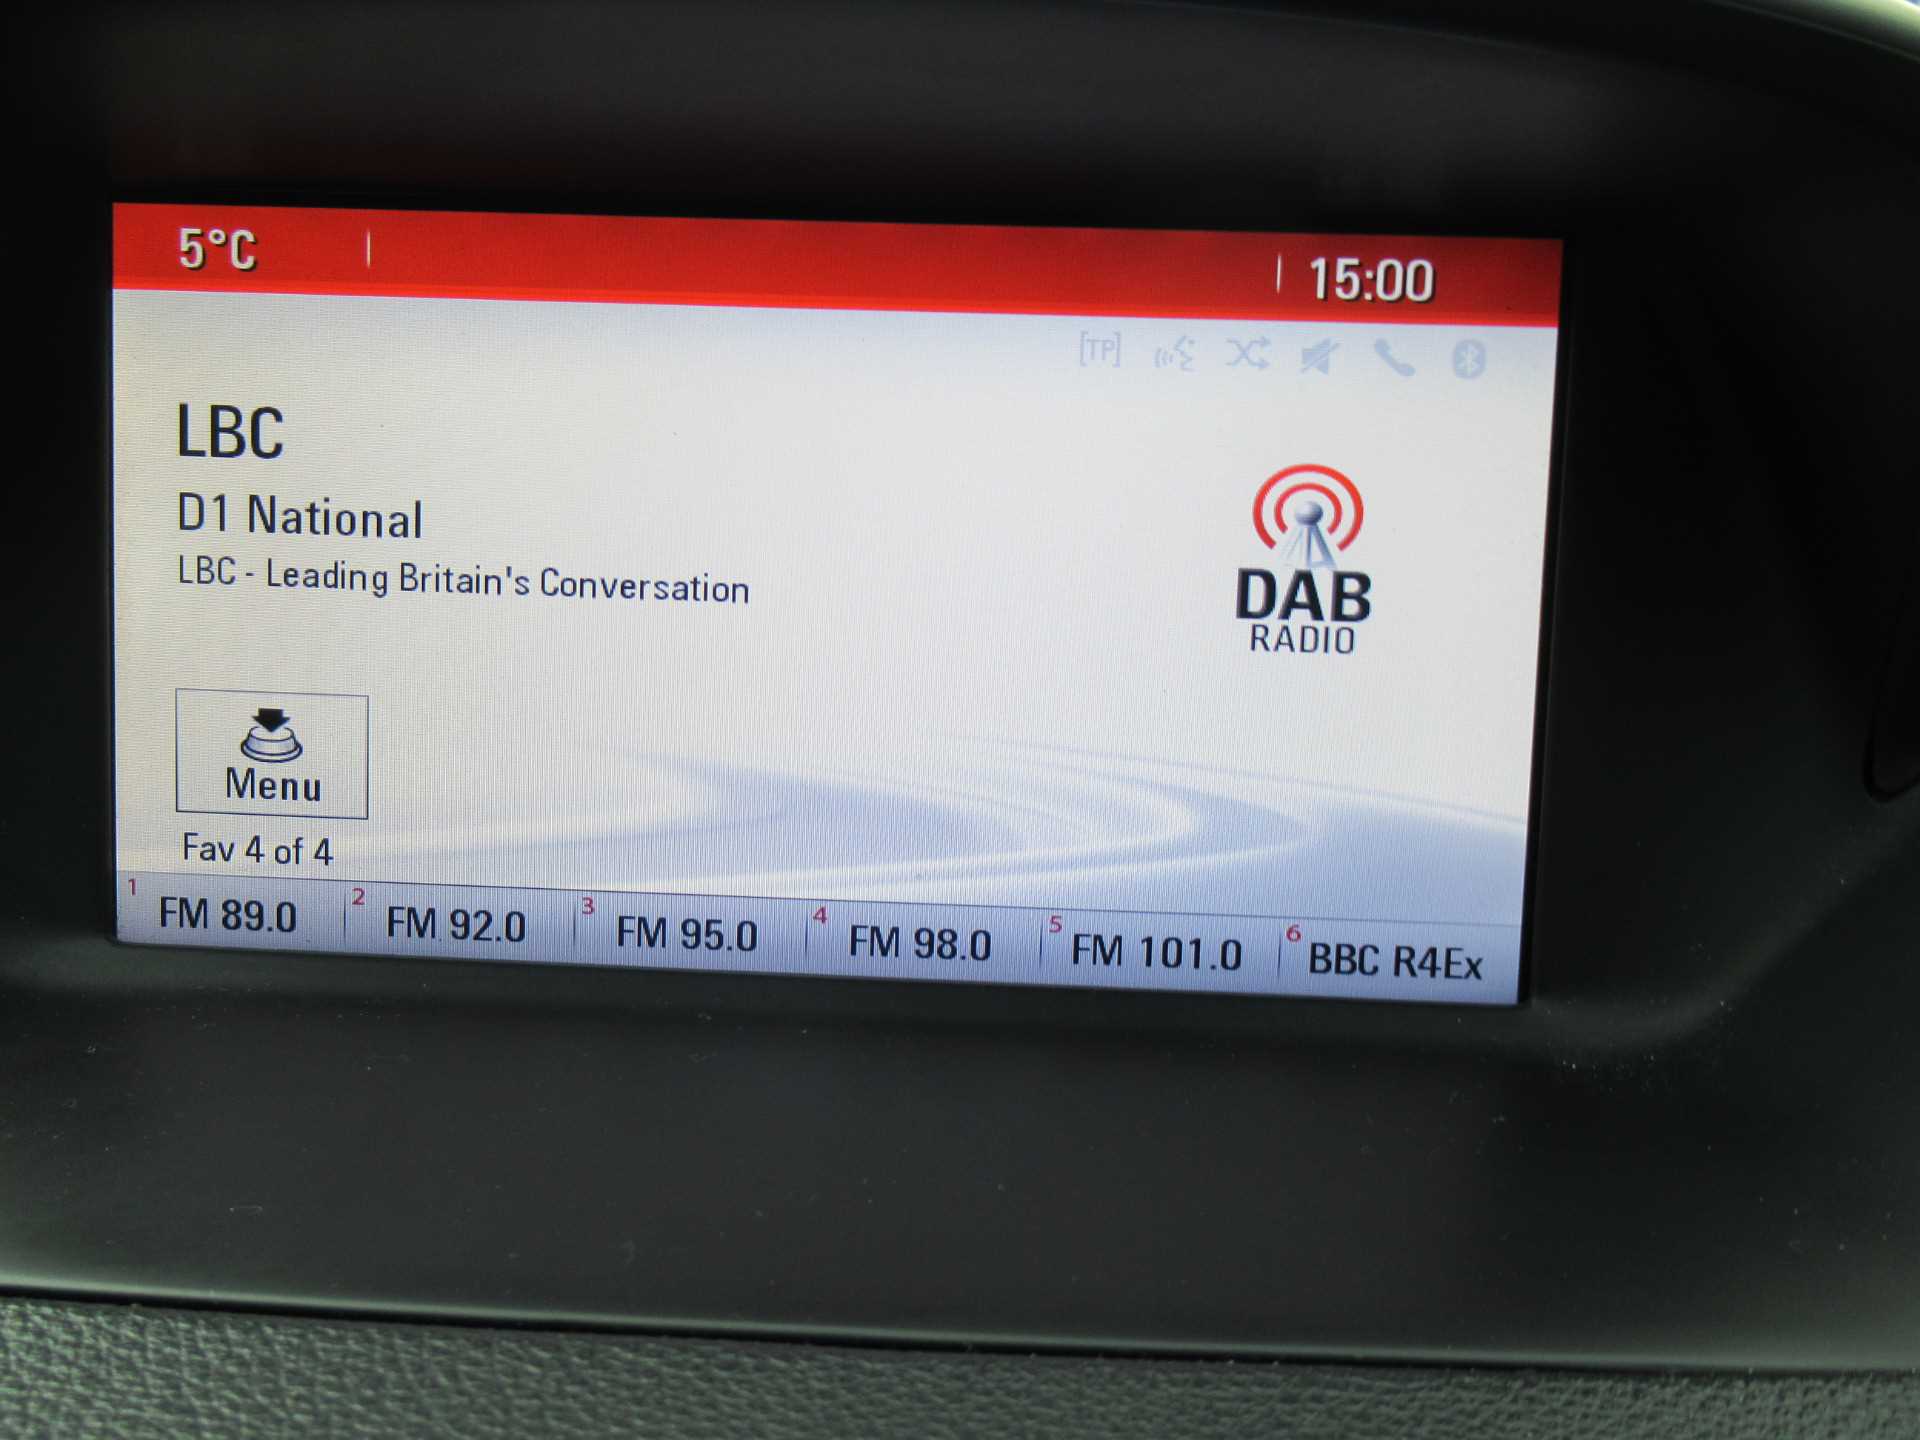 5°C 15:00
[TP]
LBC
D1 National
LBC - Leading Britain's Conversation
DAB
RADIO
Menu
Fav 4 of 4
1 FM 89.0 2 FM 92.0 3 FM 95.0 4 FM 98.0 5 FM 101.0 6 BBC R4Ex